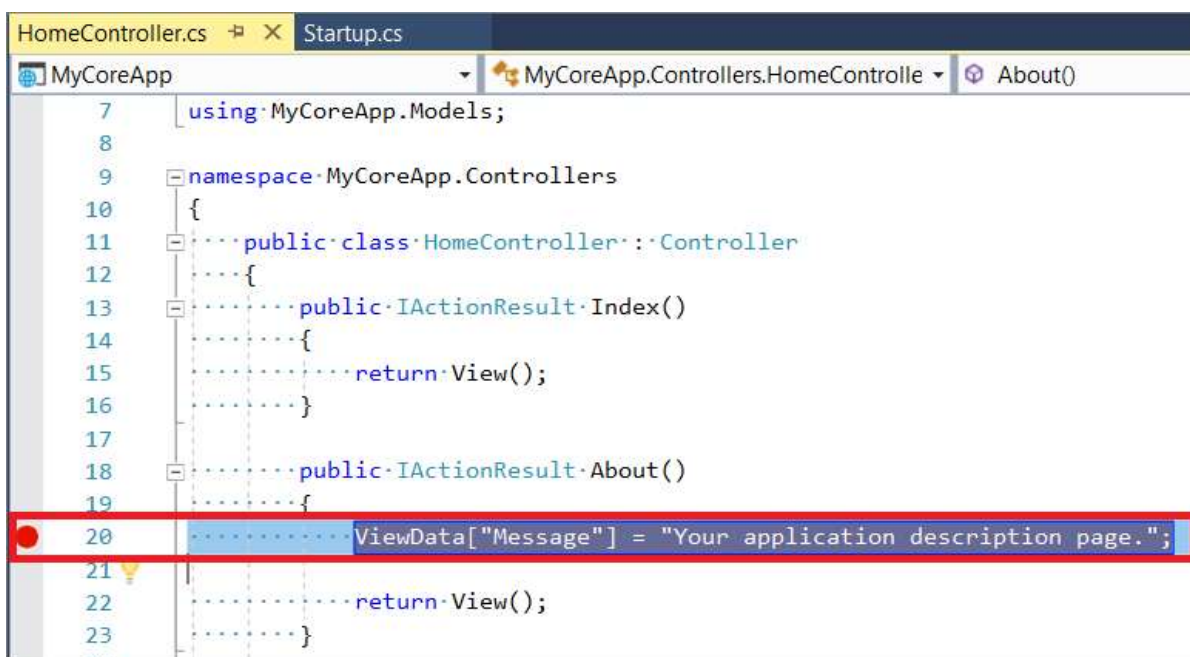 HomeController.cs Startup.cs
MyCoreApp MyCoreApp.Controllers.HomeControlle About()
7 using MyCoreApp.Models;
8
9 namespace MyCoreApp.Controllers
10 {
11 public class HomeController : Controller
12 {
13 public IActionResult Index()
14 {
15 return View();
16 }
17
18 public IActionResult About()
19 {
20 ViewData["Message"] = "Your application description page.";
21
22 return View();
23 }